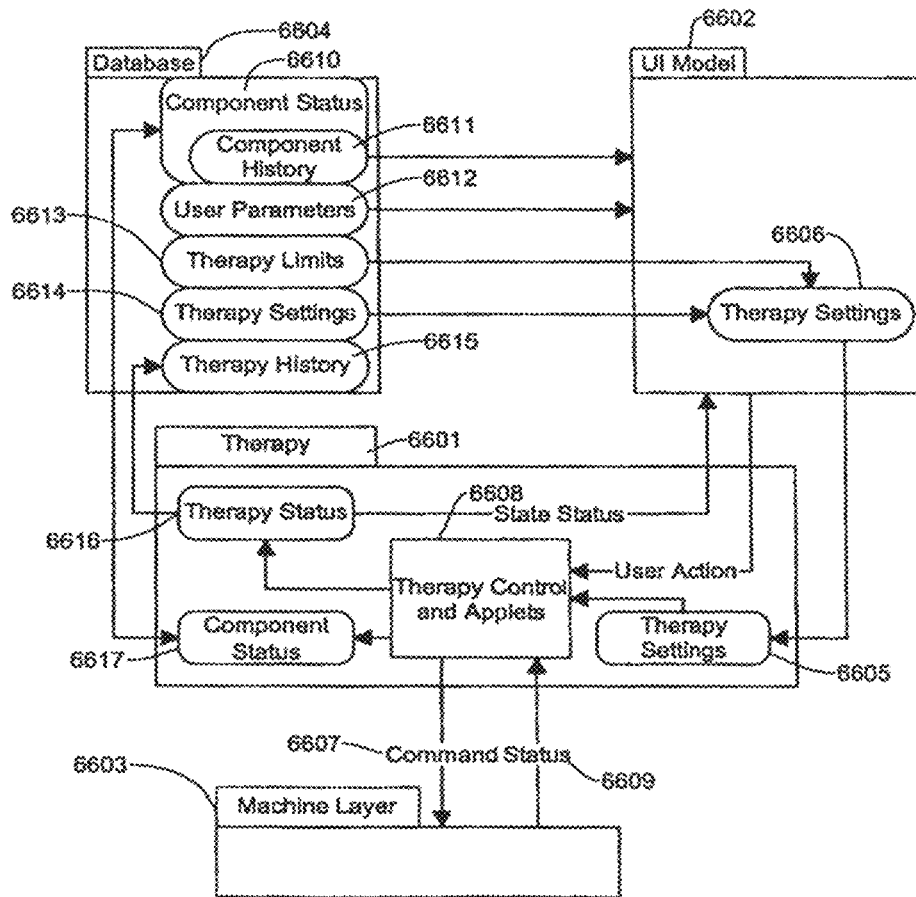 6604
Database
6610
Component Status
6611
Component
History
6612
User Parameters
6613
Therapy Limits
6614
Therapy Settings
6615
Therapy History
6602
UI Model
6606
Therapy Settings
Therapy
6601
Therapy Status
6616
State Status
6608
Therapy Control
and Applets
User Action
Component
Status
6617
Therapy
Settings
6605
6607
Command Status
6609
6603
Machine Layer